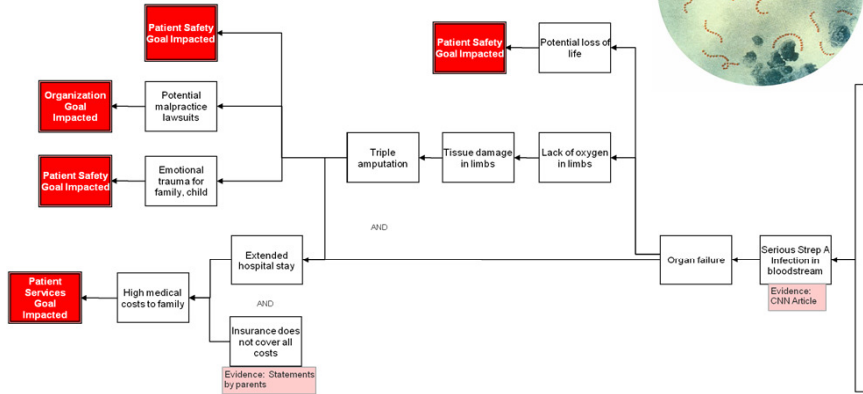 Patient Safety
Goal Impacted
Patient Safety
Goal Impacted
Potential loss of
life
Organization
Goal
Impacted
Potential
malpractice
lawsuits
Triple
amputation
Tissue damage
in limbs
Lack of oxygen
in limbs
Patient Safety
Goal Impacted
Emotional
trauma for
family, child
AND
Extended
hospital stay
Organ failure
Serious Strep A
Infection in
bloodstream
Evidence:
CNN Article
Patient
Services
Goal
Impacted
High medical
costs to family
AND
Insurance does
not cover all
costs
Evidence: Statements
by parents